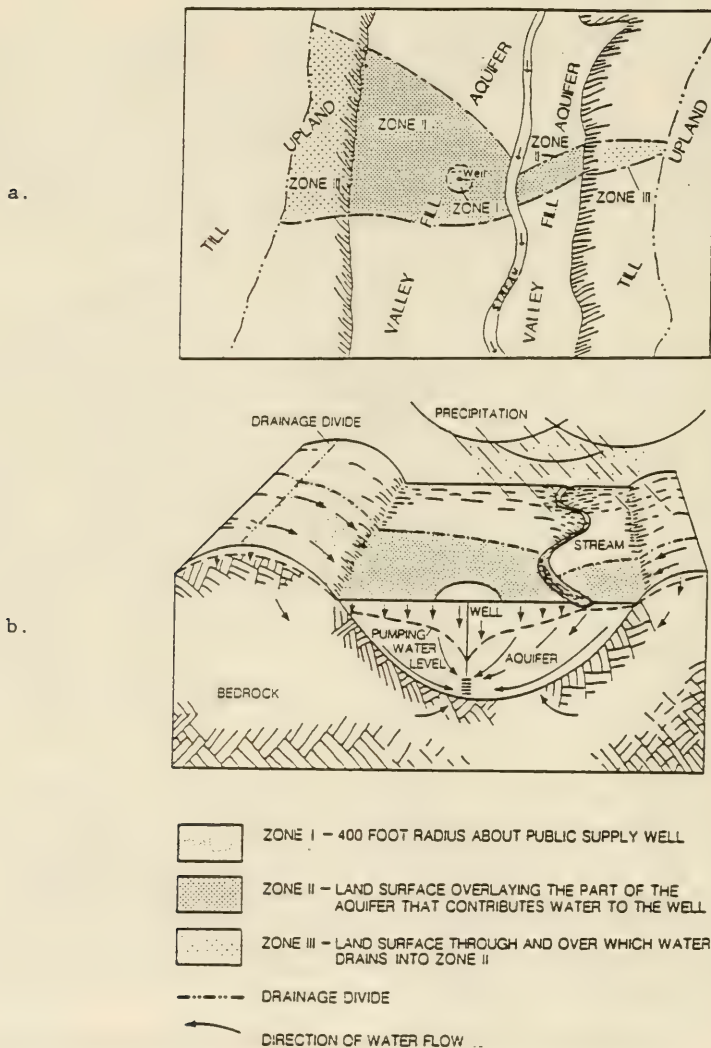 a.
UPLAND
ZONE III
TILL
ZONE II
AQUIFER
Well
ZONE I
FILL
VALLEY
STREAM
ZONE
II
AQUIFER
FILL
VALLEY
UPLAND
ZONE III
TILL
b.
DRAINAGE DIVIDE
PRECIPITATION
STREAM
WELL
PUMPING
WATER
LEVEL
AQUIFER
BEDROCK
ZONE I – 400 FOOT RADIUS ABOUT PUBLIC SUPPLY WELL
ZONE II – LAND SURFACE OVERLAYING THE PART OF THE
AQUIFER THAT CONTRIBUTES WATER TO THE WELL
ZONE III – LAND SURFACE THROUGH AND OVER WHICH WATER
DRAINS INTO ZONE II
DRAINAGE DIVIDE
DIRECTION OF WATER FLOW